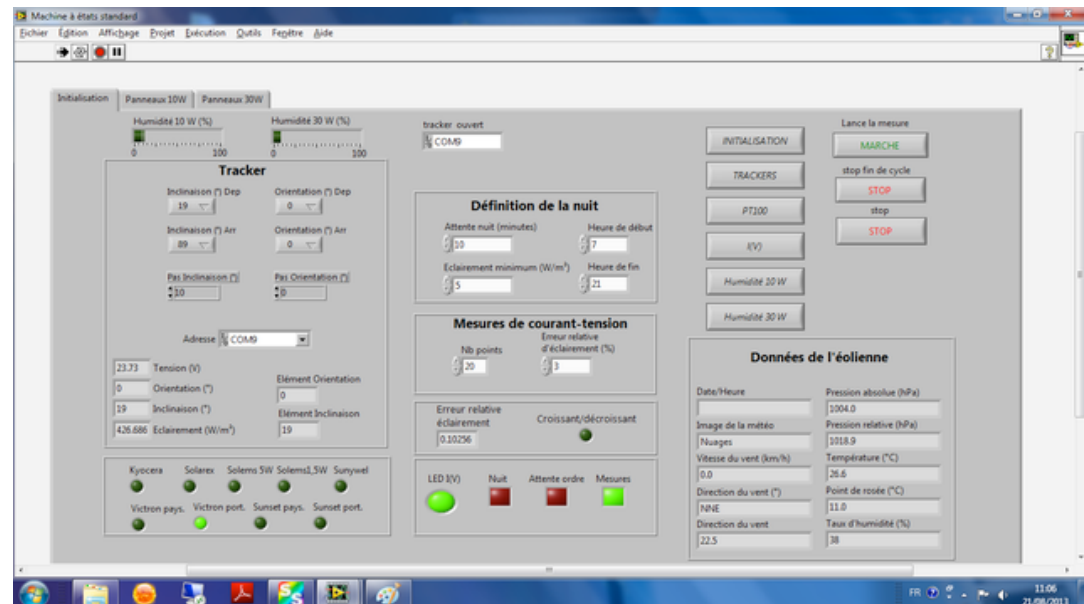 Machine à états standard
Fichier Édition Affichage Projet Exécution Outils Fenêtre Aide
Initialisation Panneaux 10W Panneaux 30W
Humidité 10 W (%) Humidité 30 W (%)
0 100 0 100
tracker ouvert
COM9
Tracker
Inclinaison (°) Dep Orientation (°) Dep
19 0
Inclinaison (°) Arr Orientation (°) Arr
89 0
Pas Inclinaison (°) Pas Orientation (°)
10 0
Adresse COM9
23.73 Tension (V)
0 Orientation (°)
19 Inclinaison (°)
426.686 Eclairement (W/m²)
Elément Orientation
0
Elément Inclinaison
19
Kyocera Solarex Solems 5W Solems1,5W Sunywel
Victron pays. Victron port. Sunset pays. Sunset port.
Définition de la nuit
Attente nuit (minutes) Heure de début
10 7
Eclairement minimum (W/m²) Heure de fin
5 21
Mesures de courant-tension
Nb points
20
Erreur relative
d'éclairement (%)
3
Erreur relative
éclairement
0.10256
Croissant/décroissant
LED I(V) Nuit Attente ordre Mesures
INITIALISATION
TRACKERS
PT100
I(V)
Humidité 10 W
Humidité 30 W
Lance la mesure
MARCHE
stop fin de cycle
STOP
stop
STOP
Données de l'éolienne
Date/Heure Pression absolue (hPa)
1004.0
Image de la météo Pression relative (hPa)
Nuages 1018.9
Vitesse du vent (km/h) Température (°C)
0.0 26.6
Direction du vent (°) Point de rosée (°C)
NNE 11.0
Direction du vent Taux d'humidité (%)
22.5 38
FR
11:06
21/08/2013